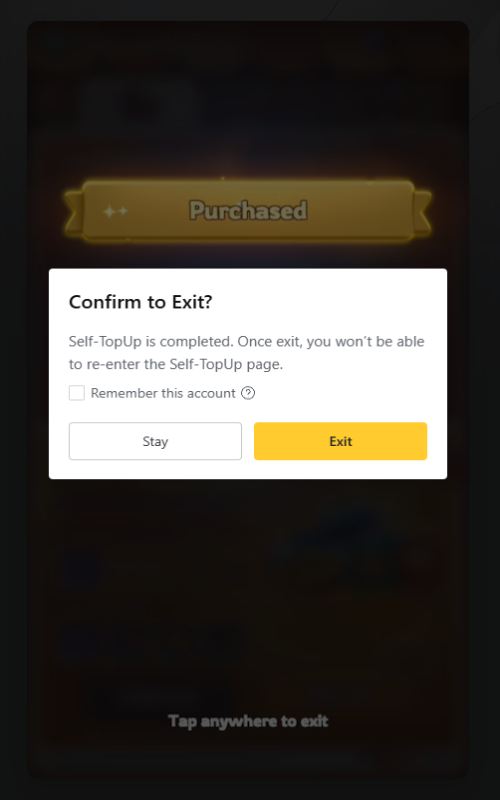 Purchased
Confirm to Exit?
Self-TopUp is completed. Once exit, you won't be able
to re-enter the Self-TopUp page.
Remember this account
Stay
Exit
Tap anywhere to exit